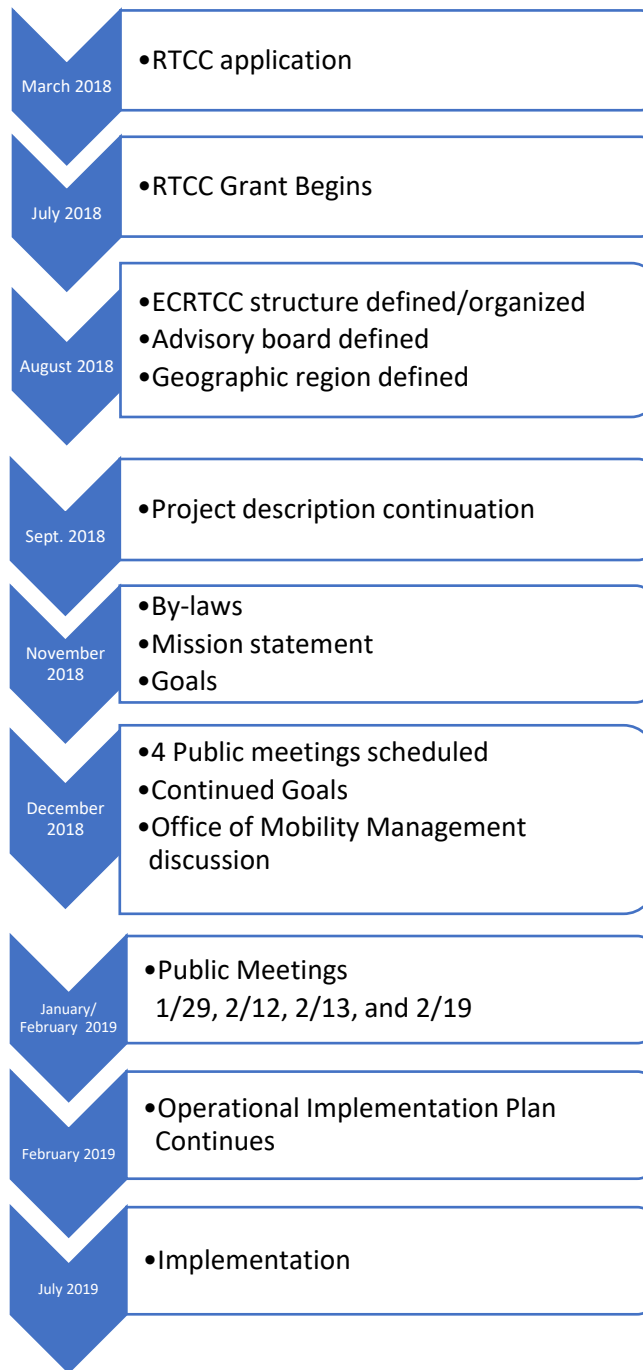 March 2018
•RTCC application
July 2018
•RTCC Grant Begins
August 2018
•ECRTCC structure defined/organized
•Advisory board defined
•Geographic region defined
Sept. 2018
•Project description continuation
November
2018
•By-laws
•Mission statement
•Goals
December
2018
•4 Public meetings scheduled
•Continued Goals
•Office of Mobility Management
discussion
January/
February 2019
•Public Meetings
1/29, 2/12, 2/13, and 2/19
February 2019
•Operational Implementation Plan
Continues
July 2019
•Implementation